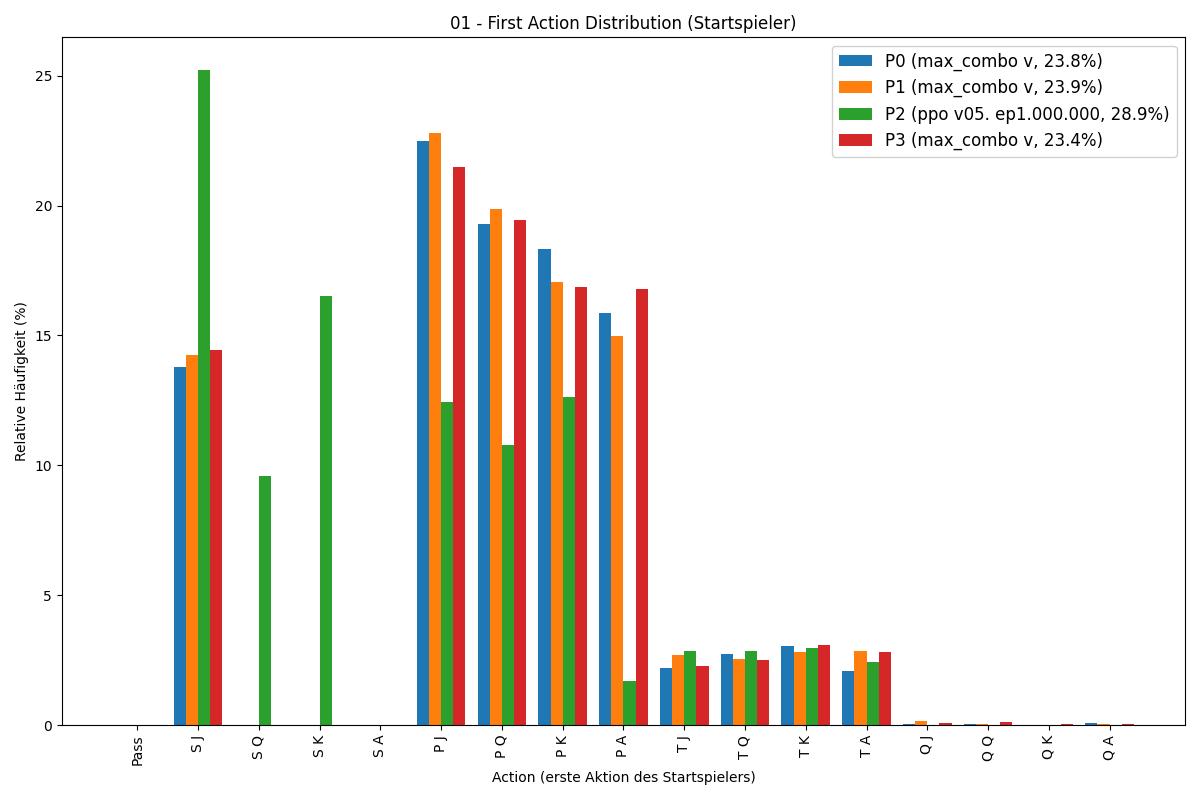 01 - First Action Distribution (Startspieler)
P0 (max_combo v, 23.8%)
P1 (max_combo v, 23.9%)
P2 (ppo v05. ep1.000.000, 28.9%)
P3 (max_combo v, 23.4%)
Relative Häufigkeit (%)
25
20
15
10
5
0
Pass
S J
S Q
S K
S A
P J
P Q
P K
P A
T J
T Q
T K
T A
Q J
Q Q
Q K
Q A
Action (erste Aktion des Startspielers)